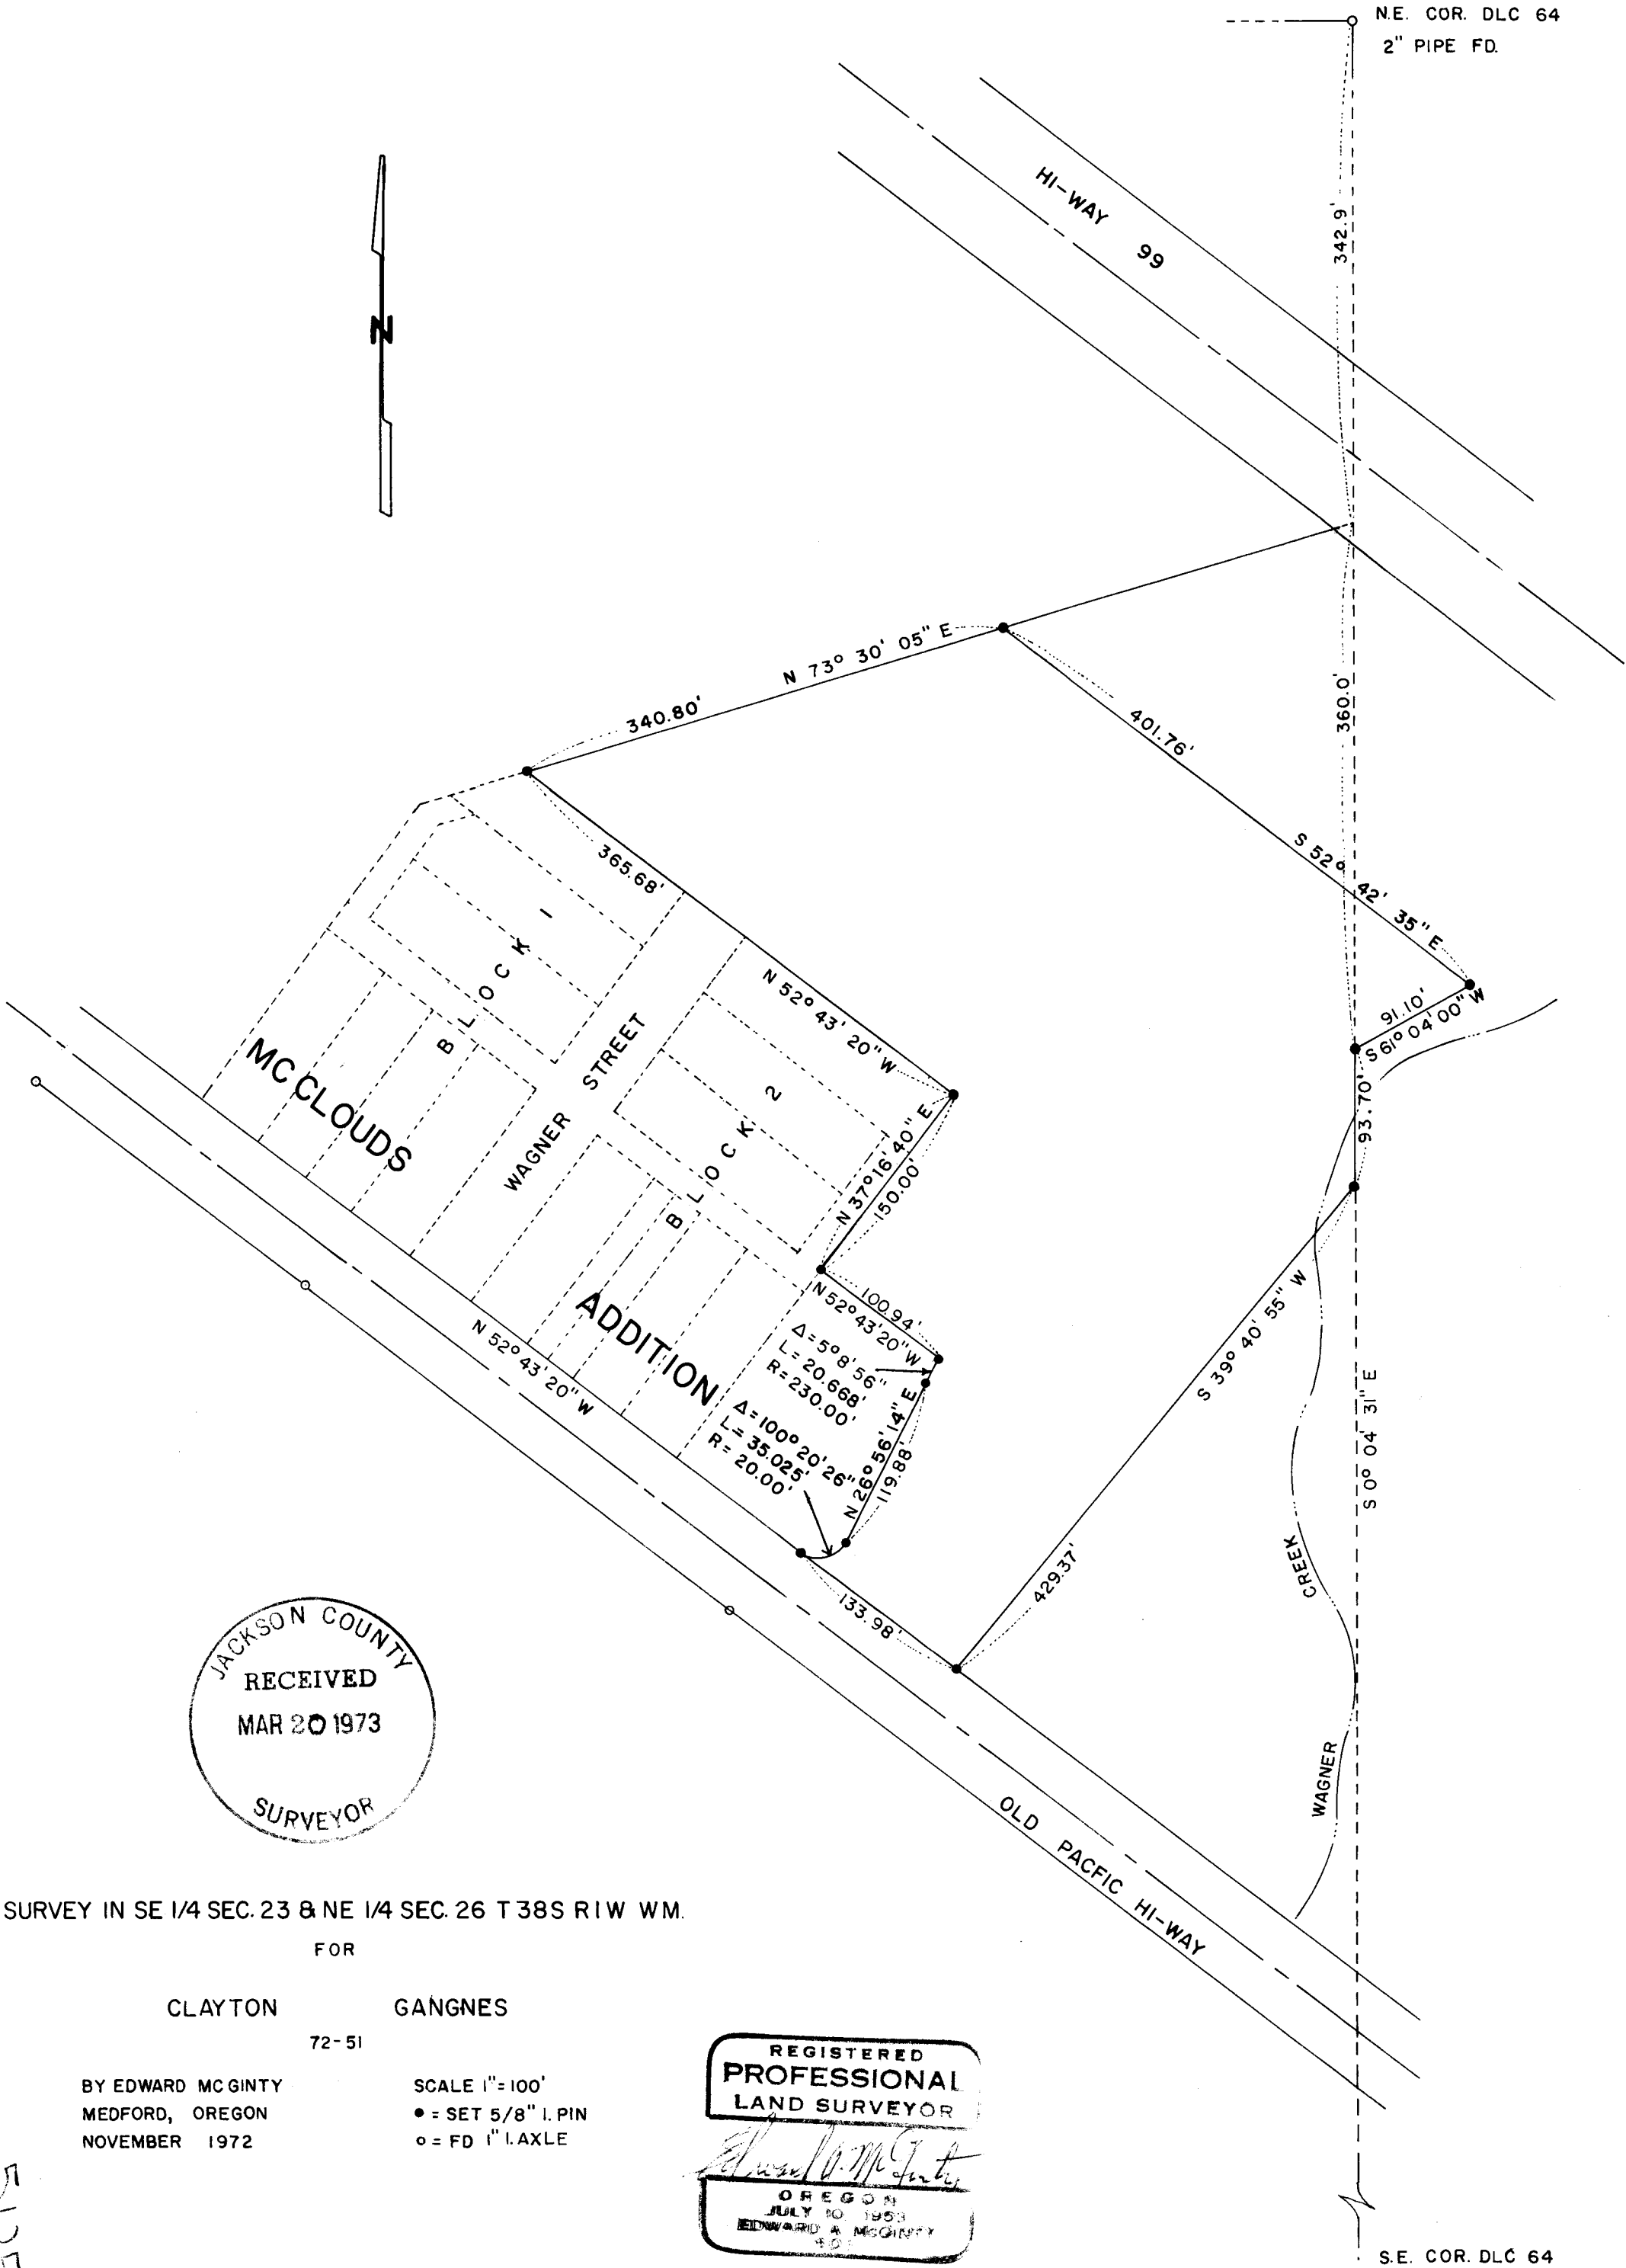 N.E. COR. DLC 64
2" PIPE FD.
HI-WAY 99
342.9'
N
N 73° 30' 05" E
340.80'
401.76'
360.0'
S 52° 42' 35" E
365.68'
91.10'
S 61° 04' 00" W
N 52° 43' 20" W
93.70'
BLOCK 1
MC CLOUDS
WAGNER STREET
BLOCK 2
N 37° 16' 40" E
150.00'
100.94'
N 52° 43' 20" W
Δ = 5° 8' 56"
L = 20.668'
R = 230.00'
ADDITION
N 52° 43' 20" W
Δ = 100° 20' 26"
L = 35.025'
R = 20.00'
N 26° 56' 14" E
119.88'
S 39° 40' 55" W
S 0° 04' 31" E
429.37'
133.98'
WAGNER CREEK
OLD PACFIC HI-WAY
JACKSON COUNTY
RECEIVED
MAR 20 1973
SURVEYOR
SURVEY IN SE 1/4 SEC. 23 & NE 1/4 SEC. 26 T 38S R1W W.M.
FOR
CLAYTON GANGNES
72-51
BY EDWARD MC GINTY
MEDFORD, OREGON
NOVEMBER 1972
SCALE 1" = 100'
● = SET 5/8" I. PIN
o = FD 1" I. AXLE
REGISTERED
PROFESSIONAL
LAND SURVEYOR
Edward A. McGinty
OREGON
JULY 10 1953
EDWARD A McGINTY
S.E. COR. DLC 64